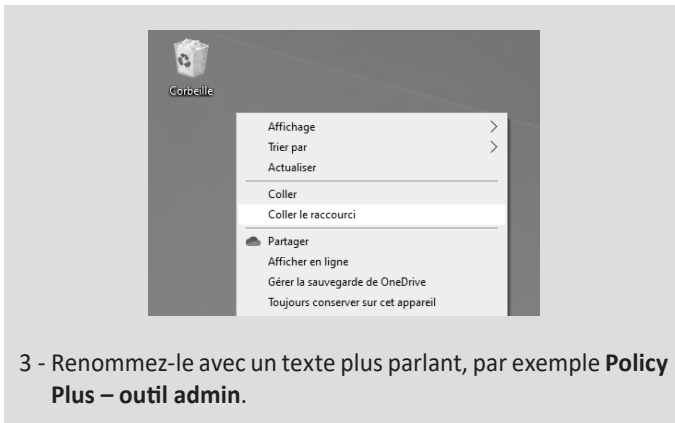 Corbeille
Affichage
Trier par
Actualiser
Coller
Coller le raccourci
Partager
Afficher en ligne
Gérer la sauvegarde de OneDrive
Toujours conserver sur cet appareil
3 - Renommez-le avec un texte plus parlant, par exemple Policy
Plus – outil admin.